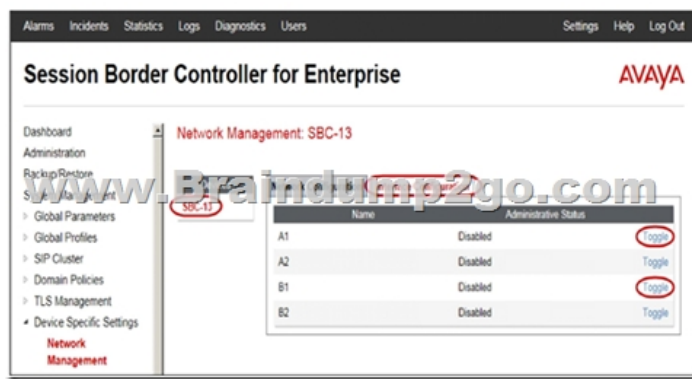 Alarms Incidents Statistics Logs Diagnostics Users Settings Help Log Out
Session Border Controller for Enterprise
AVAYA
Dashboard
Administration
Backup/Restore
Global Parameters
Global Profiles
SIP Cluster
Domain Policies
TLS Management
Device Specific Settings
Network
Management
Network Management: SBC-13
www.Braindump2go.com
SBC-13
Name Administrative Status
A1 Disabled Toggle
A2 Disabled Toggle
B1 Disabled Toggle
B2 Disabled Toggle